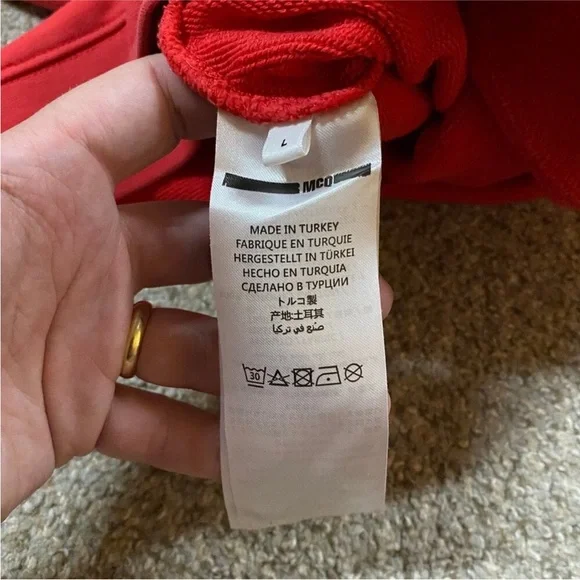 L
MCQ
MADE IN TURKEY
FABRIQUE EN TURQUIE
HERGESTELLT IN TÜRKEI
HECHO EN TURQUIA
СДЕЛАНО В ТУРЦИИ
トルコ製
产地:土耳其
صنع في تركيا
30